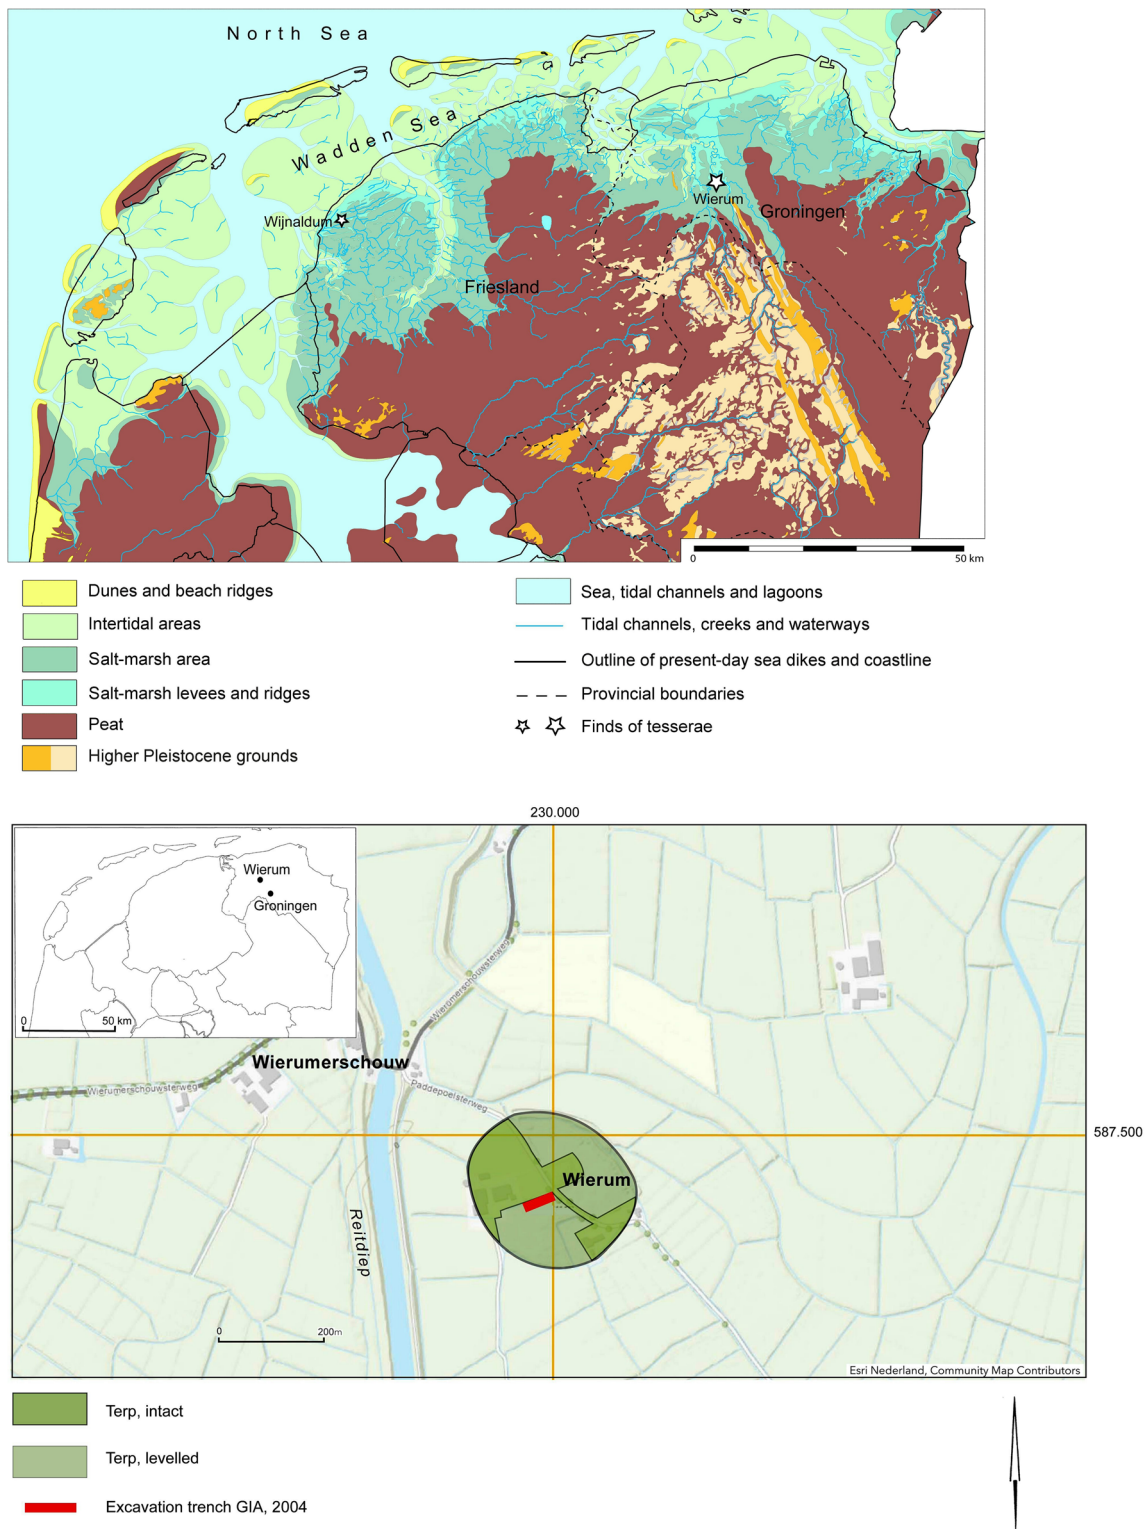 North Sea
Wadden Sea
Wijnaldum
Wierum
Groningen
Friesland
0 50 km
Dunes and beach ridges
Intertidal areas
Salt-marsh area
Salt-marsh levees and ridges
Peat
Higher Pleistocene grounds
Sea, tidal channels and lagoons
Tidal channels, creeks and waterways
Outline of present-day sea dikes and coastline
Provincial boundaries
Finds of tesserae
230.000
Wierum
Groningen
0 50 km
Wierumerschouwsterweg
Wierumerschouw
Wierumerschouwsterweg
Paddepoelsterweg
587.500
Wierum
Reitdiep
0 200m
Esri Nederland, Community Map Contributors
Terp, intact
Terp, levelled
Excavation trench GIA, 2004